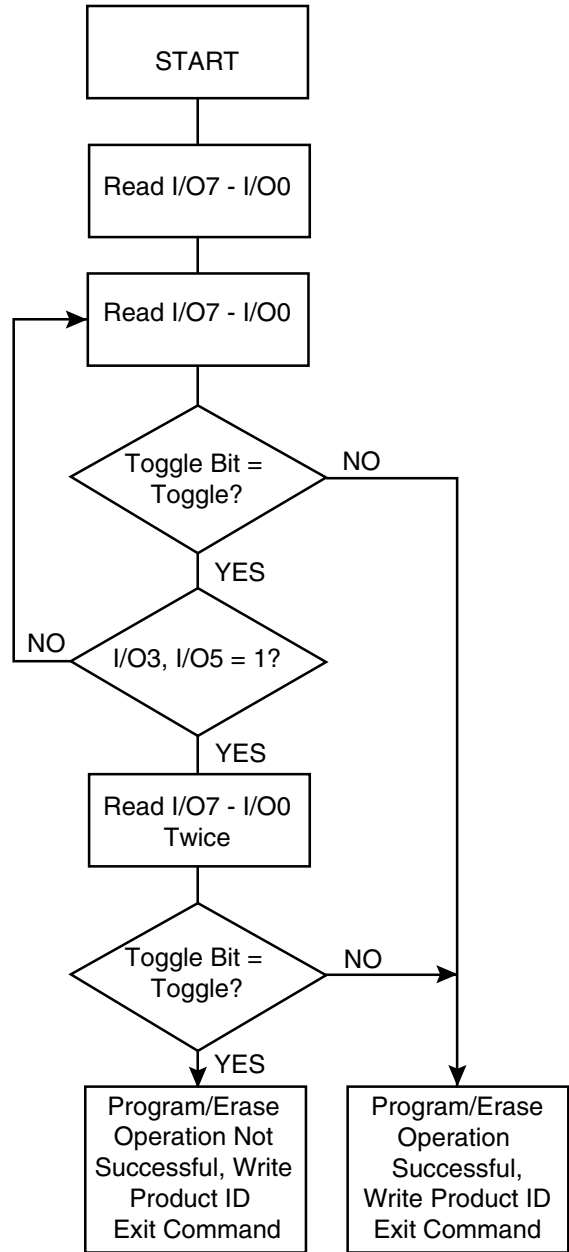 START
Read I/O7 - I/O0
Read I/O7 - I/O0
Toggle Bit =
Toggle?
NO
YES
NO
I/O3, I/O5 = 1?
YES
Read I/O7 - I/O0
Twice
Toggle Bit =
Toggle?
NO
YES
Program/Erase
Operation Not
Successful, Write
Product ID
Exit Command
Program/Erase
Operation
Successful,
Write Product ID
Exit Command